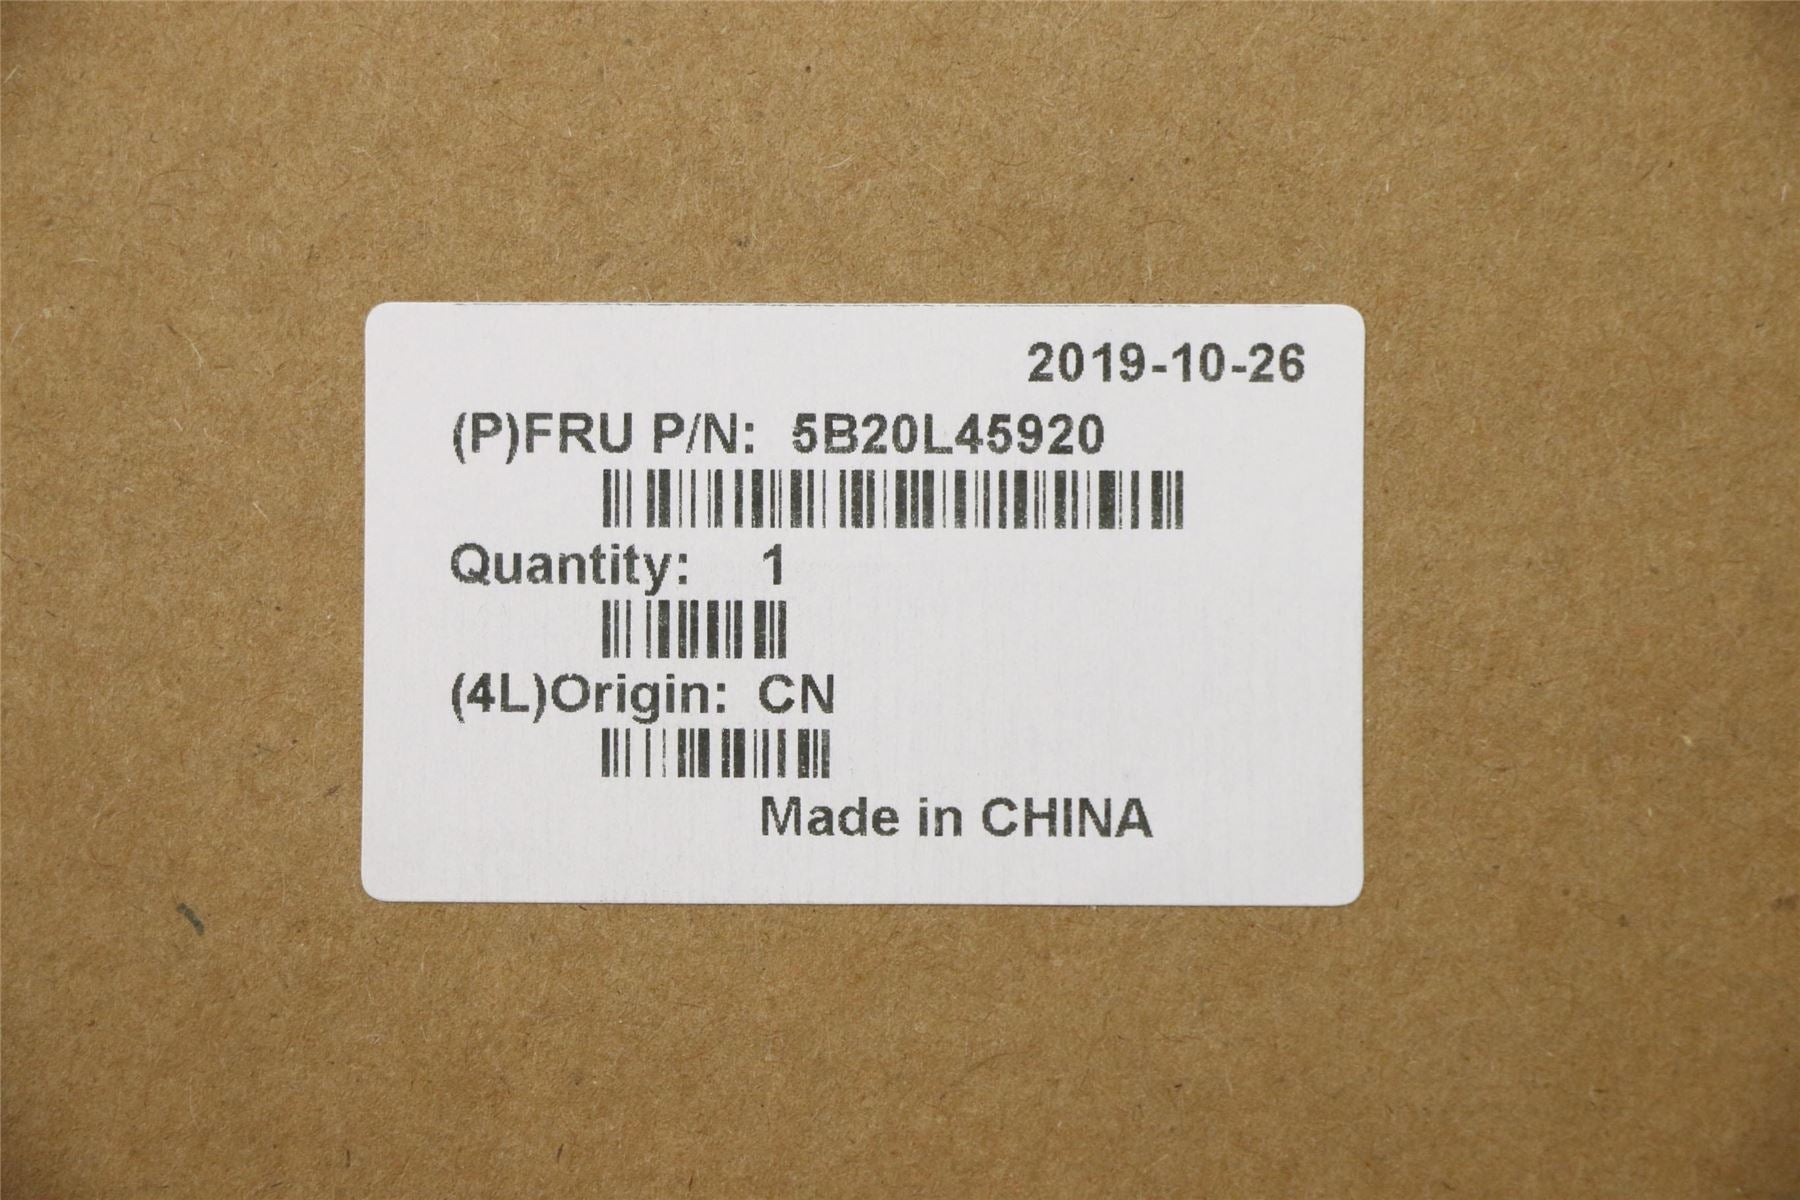 2019-10-26
(P)FRU P/N: 5B20L45920
Quantity: 1
(4L)Origin: CN
Made in CHINA